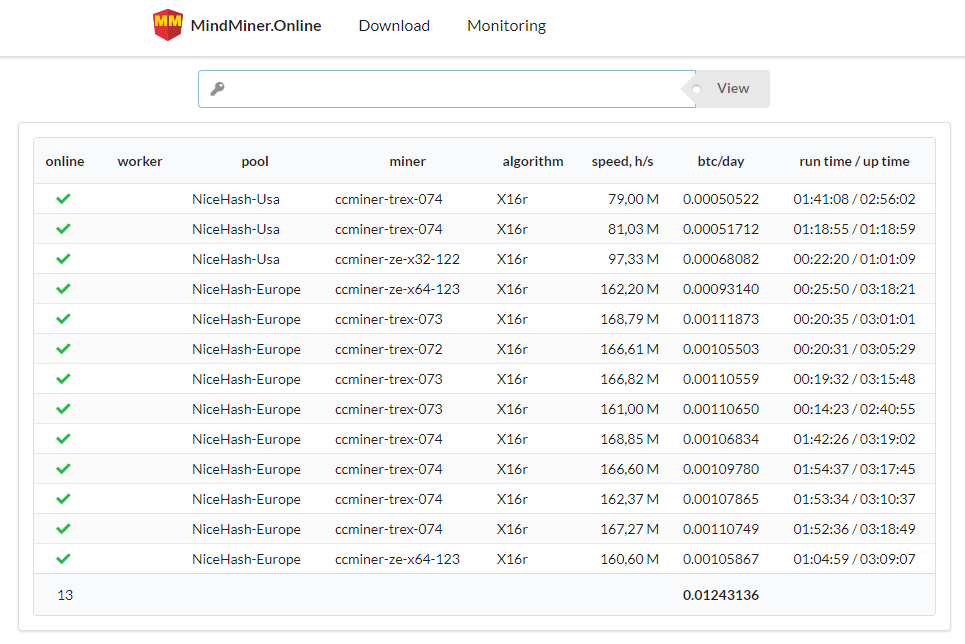 MM MindMiner.Online Download Monitoring
View
online worker pool miner algorithm speed, h/s btc/day run time / up time
NiceHash-Usa ccminer-trex-074 X16r 79,00 M 0.00050522 01:41:08 / 02:56:02
NiceHash-Usa ccminer-trex-074 X16r 81,03 M 0.00051712 01:18:55 / 01:18:59
NiceHash-Usa ccminer-ze-x32-122 X16r 97,33 M 0.00068082 00:22:20 / 01:01:09
NiceHash-Europe ccminer-ze-x64-123 X16r 162,20 M 0.00093140 00:25:50 / 03:18:21
NiceHash-Europe ccminer-trex-073 X16r 168,79 M 0.00111873 00:20:35 / 03:01:01
NiceHash-Europe ccminer-trex-072 X16r 166,61 M 0.00105503 00:20:31 / 03:05:29
NiceHash-Europe ccminer-trex-073 X16r 166,82 M 0.00110559 00:19:32 / 03:15:48
NiceHash-Europe ccminer-trex-073 X16r 161,00 M 0.00110650 00:14:23 / 02:40:55
NiceHash-Europe ccminer-trex-074 X16r 168,85 M 0.00106834 01:42:26 / 03:19:02
NiceHash-Europe ccminer-trex-074 X16r 166,60 M 0.00109780 01:54:37 / 03:17:45
NiceHash-Europe ccminer-trex-074 X16r 162,37 M 0.00107865 01:53:34 / 03:10:37
NiceHash-Europe ccminer-trex-074 X16r 167,27 M 0.00110749 01:52:36 / 03:18:49
NiceHash-Europe ccminer-ze-x64-123 X16r 160,60 M 0.00105867 01:04:59 / 03:09:07
13 0.01243136